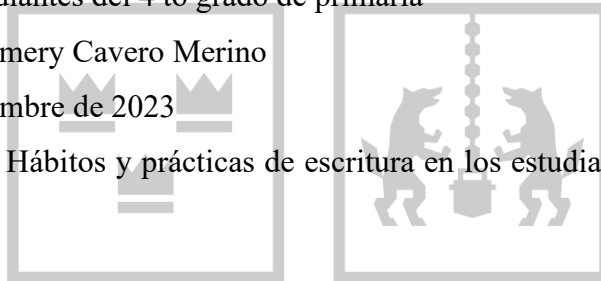 diantes del 4 to grado de primaria
mery Cavero Merino
mbre de 2023
Hábitos y prácticas de escritura en los estudia